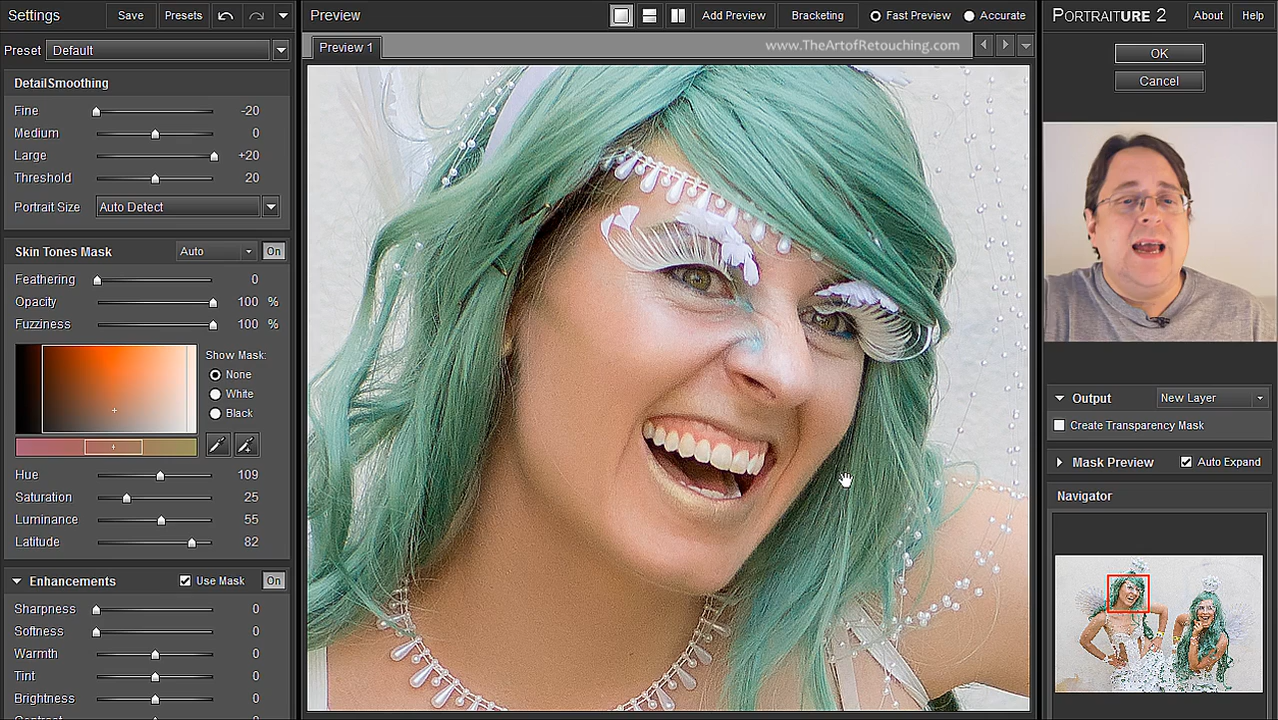 Settings
Save
Presets
Preset
Default
DetailSmoothing
Fine -20
Medium 0
Large +20
Threshold 20
Portrait Size Auto Detect
Skin Tones Mask Auto On
Feathering 0
Opacity 100 %
Fuzziness 100 %
Show Mask:
None
White
Black
Hue 109
Saturation 25
Luminance 55
Latitude 82
Enhancements Use Mask On
Sharpness 0
Softness 0
Warmth 0
Tint 0
Brightness 0
Preview
Add Preview
Bracketing
Fast Preview
Accurate
Preview 1
www.TheArtofRetouching.com
PORTRAITURE 2
About
Help
OK
Cancel
Output New Layer
Create Transparency Mask
Mask Preview Auto Expand
Navigator